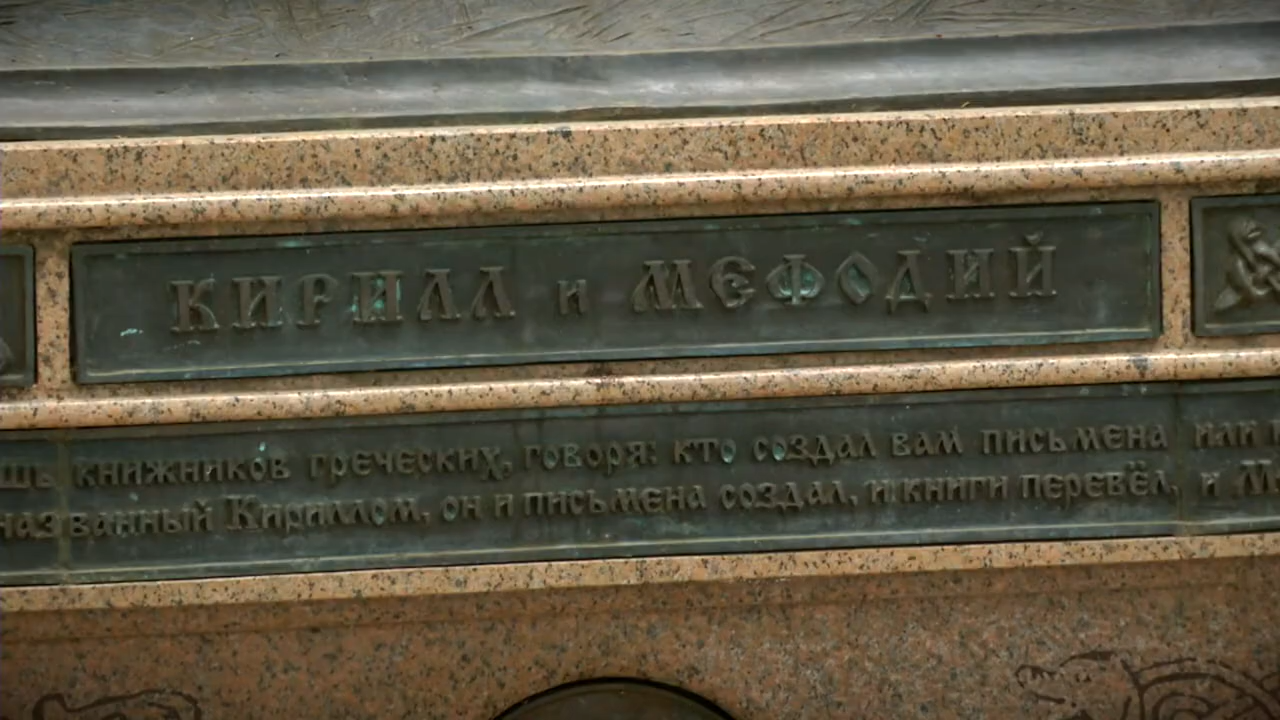 КИРИЛЛ и МЕФОДИЙ
книжников греческих, говоря: кто создал вам письмена или
названный Кириллом, он и письмена создал, и книги перевёл, и